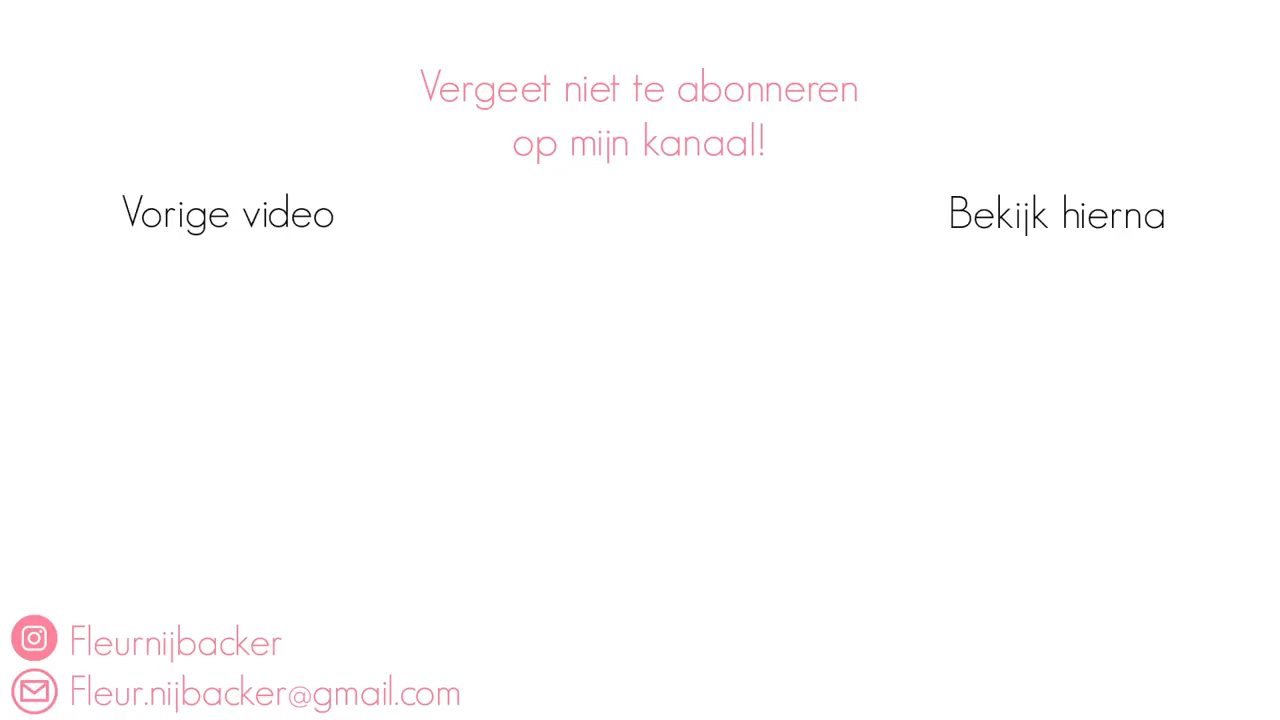 Vergeet niet te abonneren
op mijn kanaal!
Vorige video
Bekijk hierna
Fleurnijbacker
Fleur.nijbacker@gmail.com